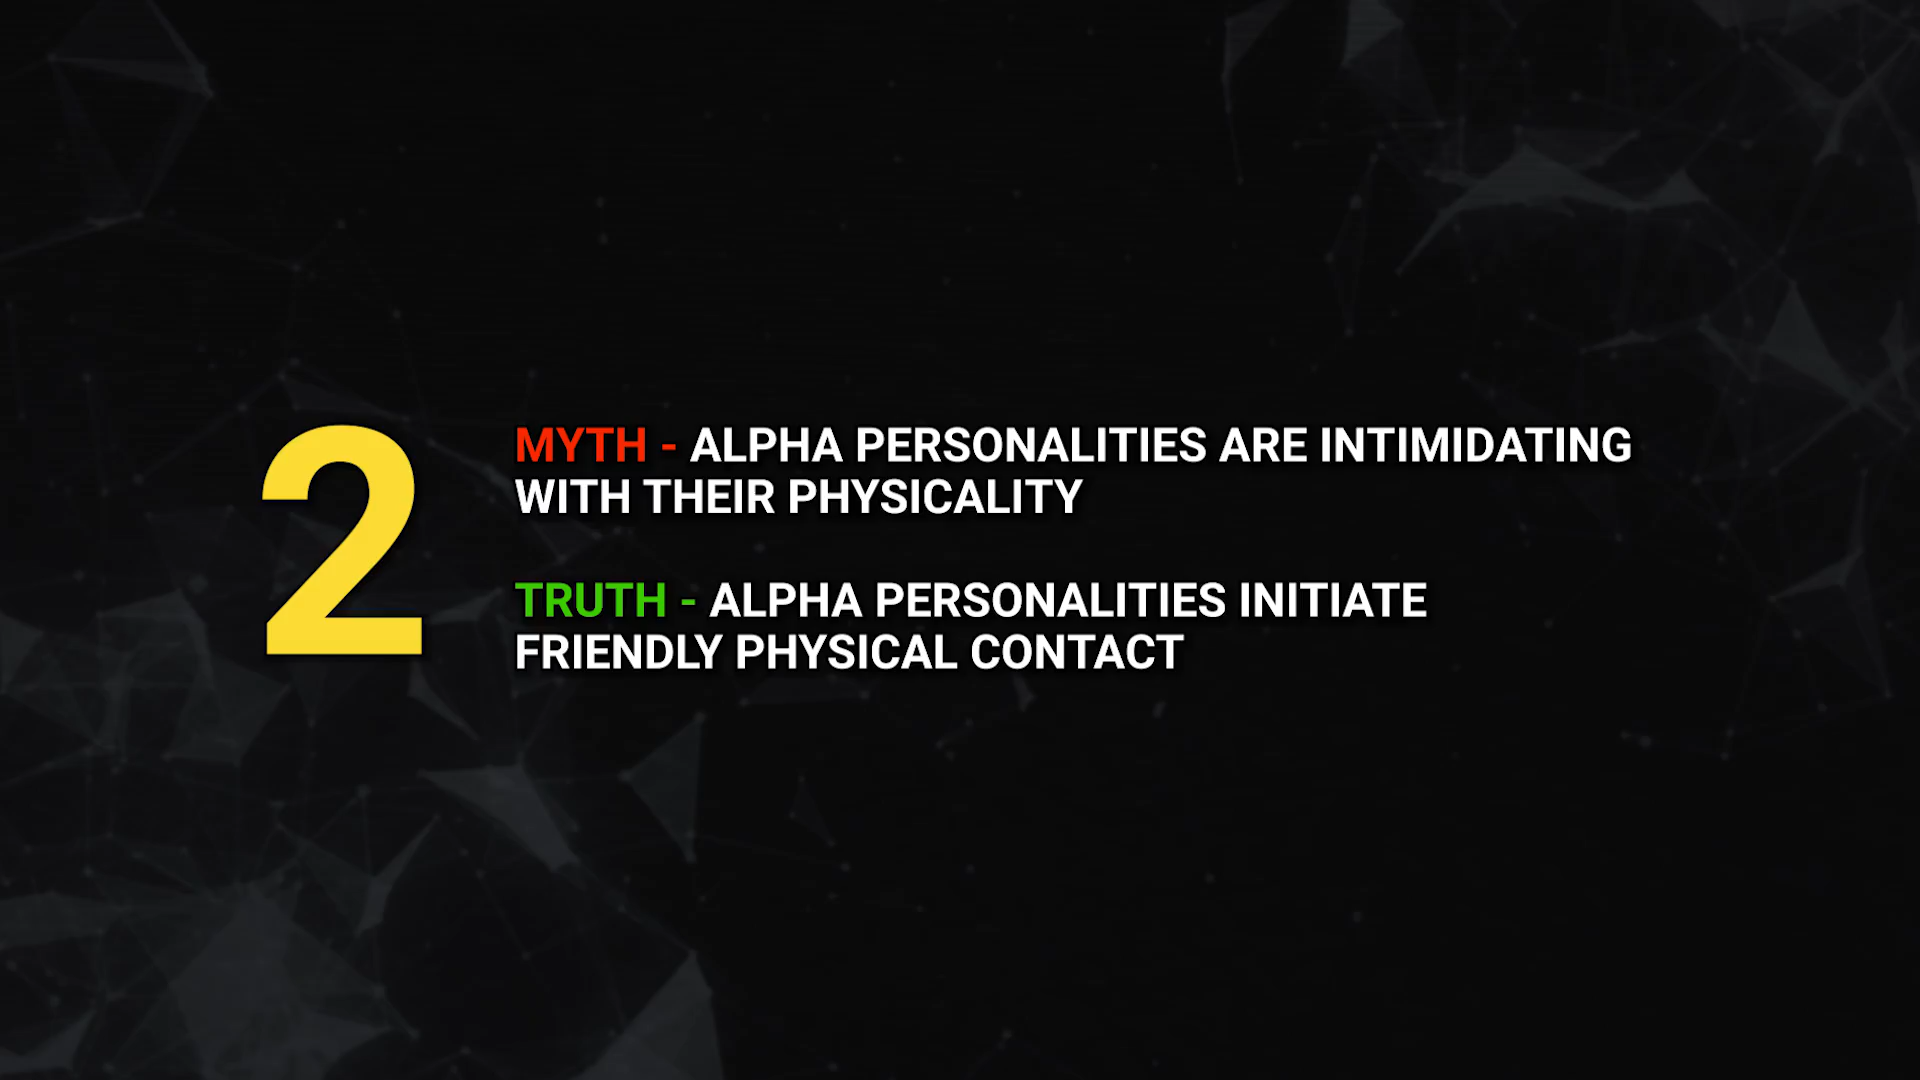 2
MYTH - ALPHA PERSONALITIES ARE INTIMIDATING
WITH THEIR PHYSICALITY
TRUTH - ALPHA PERSONALITIES INITIATE
FRIENDLY PHYSICAL CONTACT